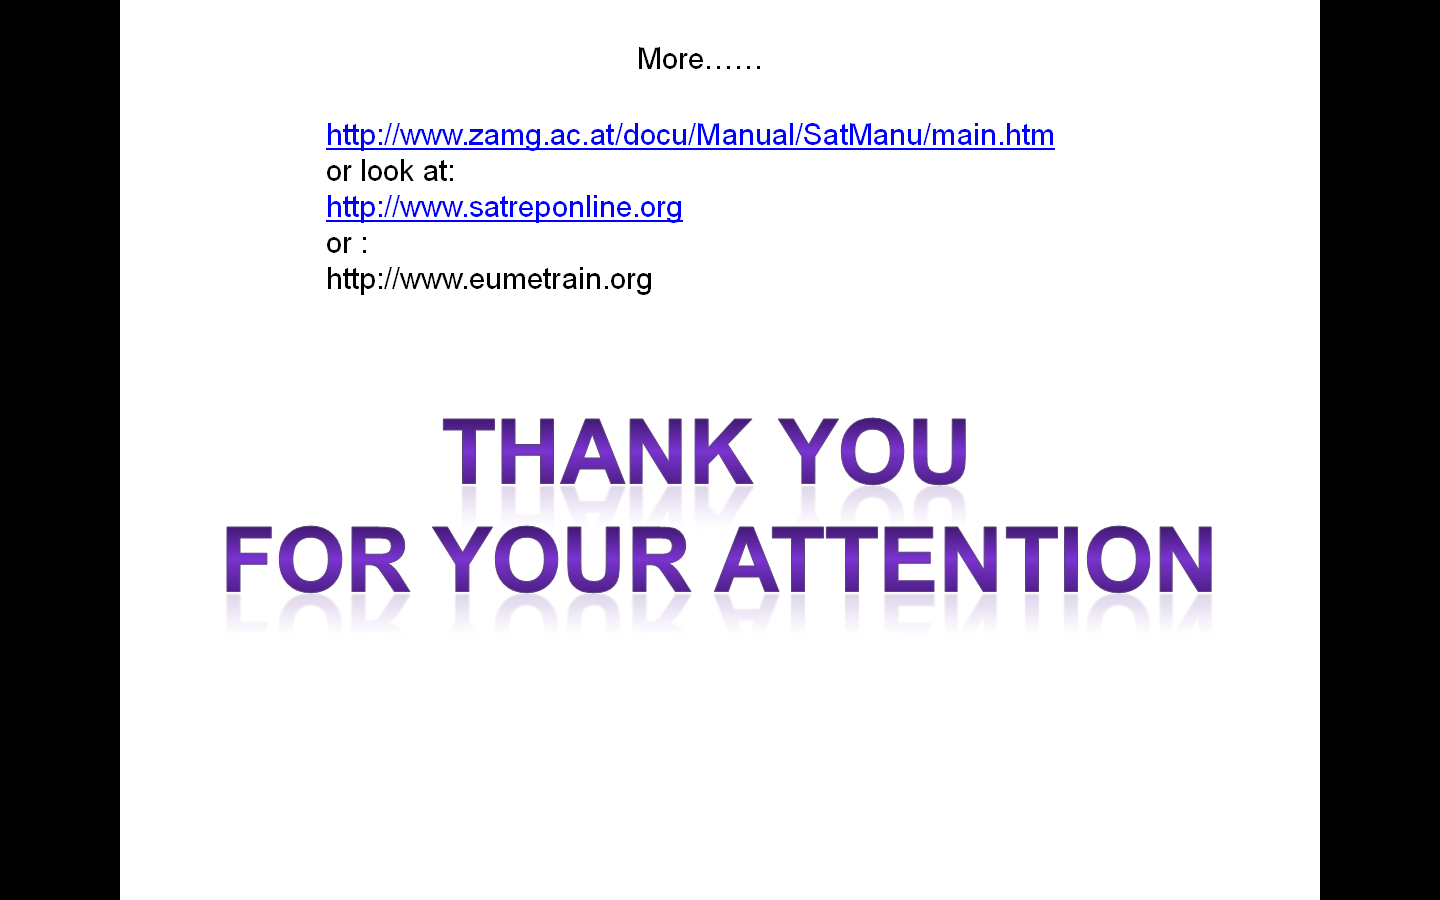 More……
http://www.zamg.ac.at/docu/Manual/SatManu/main.htm
or look at:
http://www.satreponline.org
or :
http://www.eumetrain.org
THANK YOU
FOR YOUR ATTENTION